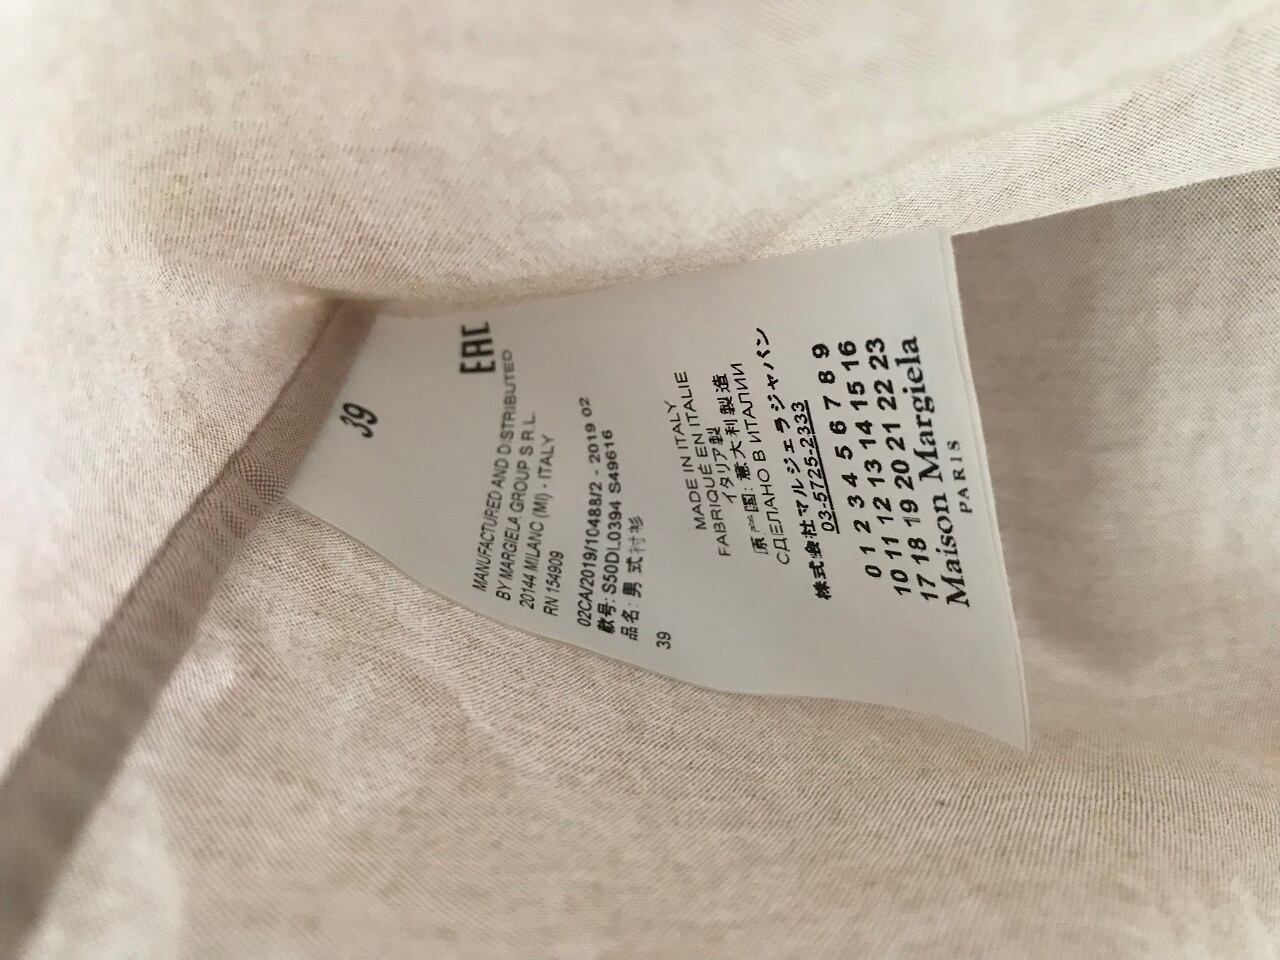 39
EAC
MANUFACTURED AND DISTRIBUTED
BY MARGIELA GROUP S.R.L.
20144 MILANO (MI) - ITALY
RN 154909
02CA/2019/10488/2 - 2019 02
款号: S50DL0394 S49616
品名: 男式衬衫
39
MADE IN ITALY
FABRIQUÉ EN ITALIE
イタリア製
原产国: 意大利製造
СДЕЛАНО В ИТАЛИИ
株式会社マルジェラジャパン
03-5725-2333
0 1 2 3 4 5 6 7 8 9
10 11 12 13 14 15 16
17 18 19 20 21 22 23
Maison Margiela
PARIS